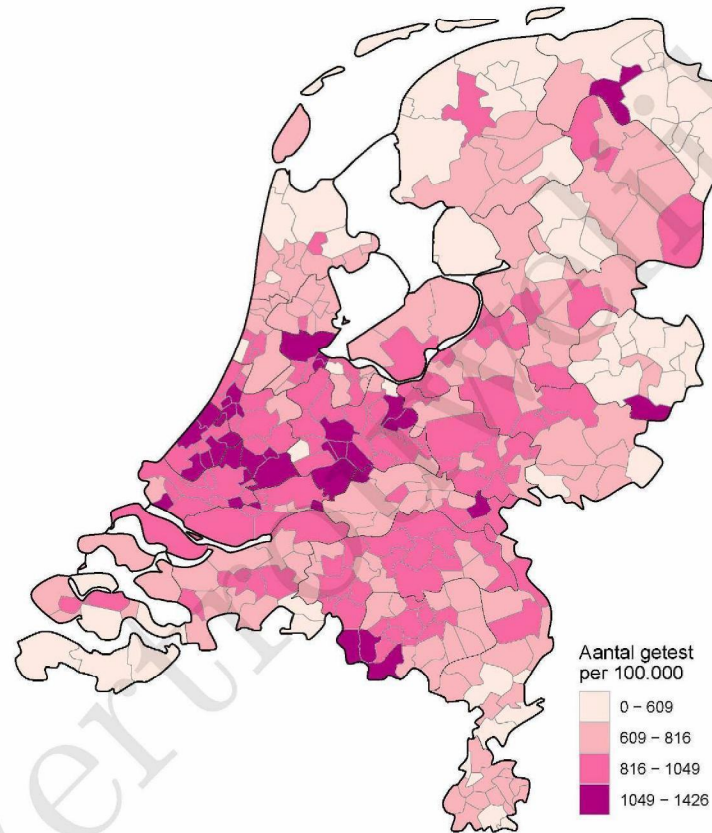 Aantal getest
per 100.000
0 – 609
609 – 816
816 – 1049
1049 – 1426